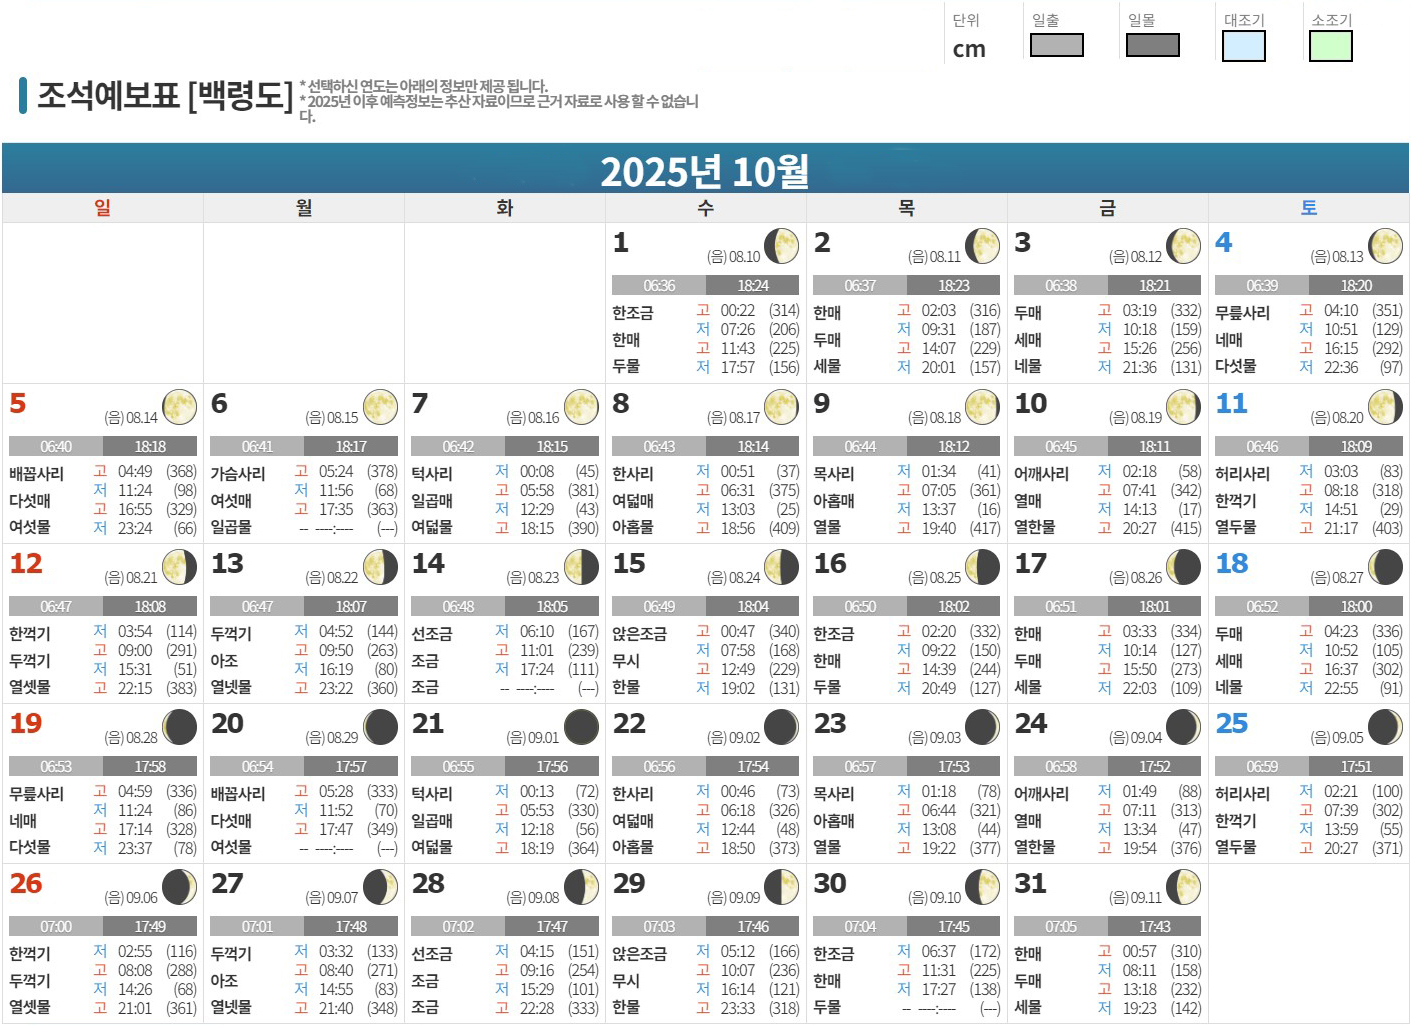 단위 일출 일몰 대조기 소조기
cm
조석예보표 [백령도]
* 선택하신 연도는 아래의 정보만 제공 됩니다.
* 2025년 이후 예측정보는 추산 자료이므로 근거 자료로 사용 할 수 없습니
다.
2025년 10월
일 월 화 수 목 금 토
1 (음) 08.10
06:36 18:24
한조금 한매 두물
고 00:22 (314)
저 07:26 (206)
고 11:43 (225)
저 17:57 (156)
2 (음) 08.11
06:37 18:23
한매 두매 세물
고 02:03 (316)
저 09:31 (187)
고 14:07 (229)
저 20:01 (157)
3 (음) 08.12
06:38 18:21
두매 세매 네물
고 03:19 (332)
저 10:18 (159)
고 15:26 (256)
저 21:36 (131)
4 (음) 08.13
06:39 18:20
무릎사리 네매 다섯물
고 04:10 (351)
저 10:51 (129)
고 16:15 (292)
저 22:36 (97)
5 (음) 08.14
06:40 18:18
배꼽사리 다섯매 여섯물
고 04:49 (368)
저 11:24 (98)
고 16:55 (329)
저 23:24 (66)
6 (음) 08.15
06:41 18:17
가슴사리 여섯매 일곱물
고 05:24 (378)
저 11:56 (68)
고 17:35 (363)
-- ----:---- (---)
7 (음) 08.16
06:42 18:15
턱사리 일곱매 여덟물
저 00:08 (45)
고 05:58 (381)
저 12:29 (43)
고 18:15 (390)
8 (음) 08.17
06:43 18:14
한사리 여덟매 아홉물
저 00:51 (37)
고 06:31 (375)
저 13:03 (25)
고 18:56 (409)
9 (음) 08.18
06:44 18:12
목사리 아홉매 열물
저 01:34 (41)
고 07:05 (361)
저 13:37 (16)
고 19:40 (417)
10 (음) 08.19
06:45 18:11
어깨사리 열매 열한물
저 02:18 (58)
고 07:41 (342)
저 14:13 (17)
고 20:27 (415)
11 (음) 08.20
06:46 18:09
허리사리 한꺽기 열두물
저 03:03 (83)
고 08:18 (318)
저 14:51 (29)
고 21:17 (403)
12 (음) 08.21
06:47 18:08
한꺽기 두꺽기 열셋물
저 03:54 (114)
고 09:00 (291)
저 15:31 (51)
고 22:15 (383)
13 (음) 08.22
06:47 18:07
두꺽기 아조 열넷물
저 04:52 (144)
고 09:50 (263)
저 16:19 (80)
고 23:22 (360)
14 (음) 08.23
06:48 18:05
선조금 조금 조금
저 06:10 (167)
고 11:01 (239)
저 17:24 (111)
-- ----:---- (---)
15 (음) 08.24
06:49 18:04
앉은조금 무시 한물
고 00:47 (340)
저 07:58 (168)
고 12:49 (229)
저 19:02 (131)
16 (음) 08.25
06:50 18:02
한조금 한매 두물
고 02:20 (332)
저 09:22 (150)
고 14:39 (244)
저 20:49 (127)
17 (음) 08.26
06:51 18:01
한매 두매 세물
고 03:33 (334)
저 10:14 (127)
고 15:50 (273)
저 22:03 (109)
18 (음) 08.27
06:52 18:00
두매 세매 네물
고 04:23 (336)
저 10:52 (105)
고 16:37 (302)
저 22:55 (91)
19 (음) 08.28
06:53 17:58
무릎사리 네매 다섯물
고 04:59 (336)
저 11:24 (86)
고 17:14 (328)
저 23:37 (78)
20 (음) 08.29
06:54 17:57
배꼽사리 다섯매 여섯물
고 05:28 (333)
저 11:52 (70)
고 17:47 (349)
-- ----:---- (---)
21 (음) 09.01
06:55 17:56
턱사리 일곱매 여덟물
저 00:13 (72)
고 05:53 (330)
저 12:18 (56)
고 18:19 (364)
22 (음) 09.02
06:56 17:54
한사리 여덟매 아홉물
저 00:46 (73)
고 06:18 (326)
저 12:44 (48)
고 18:50 (373)
23 (음) 09.03
06:57 17:53
목사리 아홉매 열물
저 01:18 (78)
고 06:44 (321)
저 13:08 (44)
고 19:22 (377)
24 (음) 09.04
06:58 17:52
어깨사리 열매 열한물
저 01:49 (88)
고 07:11 (313)
저 13:34 (47)
고 19:54 (376)
25 (음) 09.05
06:59 17:51
허리사리 한꺽기 열두물
저 02:21 (100)
고 07:39 (302)
저 13:59 (55)
고 20:27 (371)
26 (음) 09.06
07:00 17:49
한꺽기 두꺽기 열셋물
저 02:55 (116)
고 08:08 (288)
저 14:26 (68)
고 21:01 (361)
27 (음) 09.07
07:01 17:48
두꺽기 아조 열넷물
저 03:32 (133)
고 08:40 (271)
저 14:55 (83)
고 21:40 (348)
28 (음) 09.08
07:02 17:47
선조금 조금 조금
저 04:15 (151)
고 09:16 (254)
저 15:29 (101)
고 22:28 (333)
29 (음) 09.09
07:03 17:46
앉은조금 무시 한물
저 05:12 (166)
고 10:07 (236)
저 16:14 (121)
고 23:33 (318)
30 (음) 09.10
07:04 17:45
한조금 한매 두물
저 06:37 (172)
고 11:31 (225)
저 17:27 (138)
-- ----:---- (---)
31 (음) 09.11
07:05 17:43
한매 두매 세물
고 00:57 (310)
저 08:11 (158)
고 13:18 (232)
저 19:23 (142)